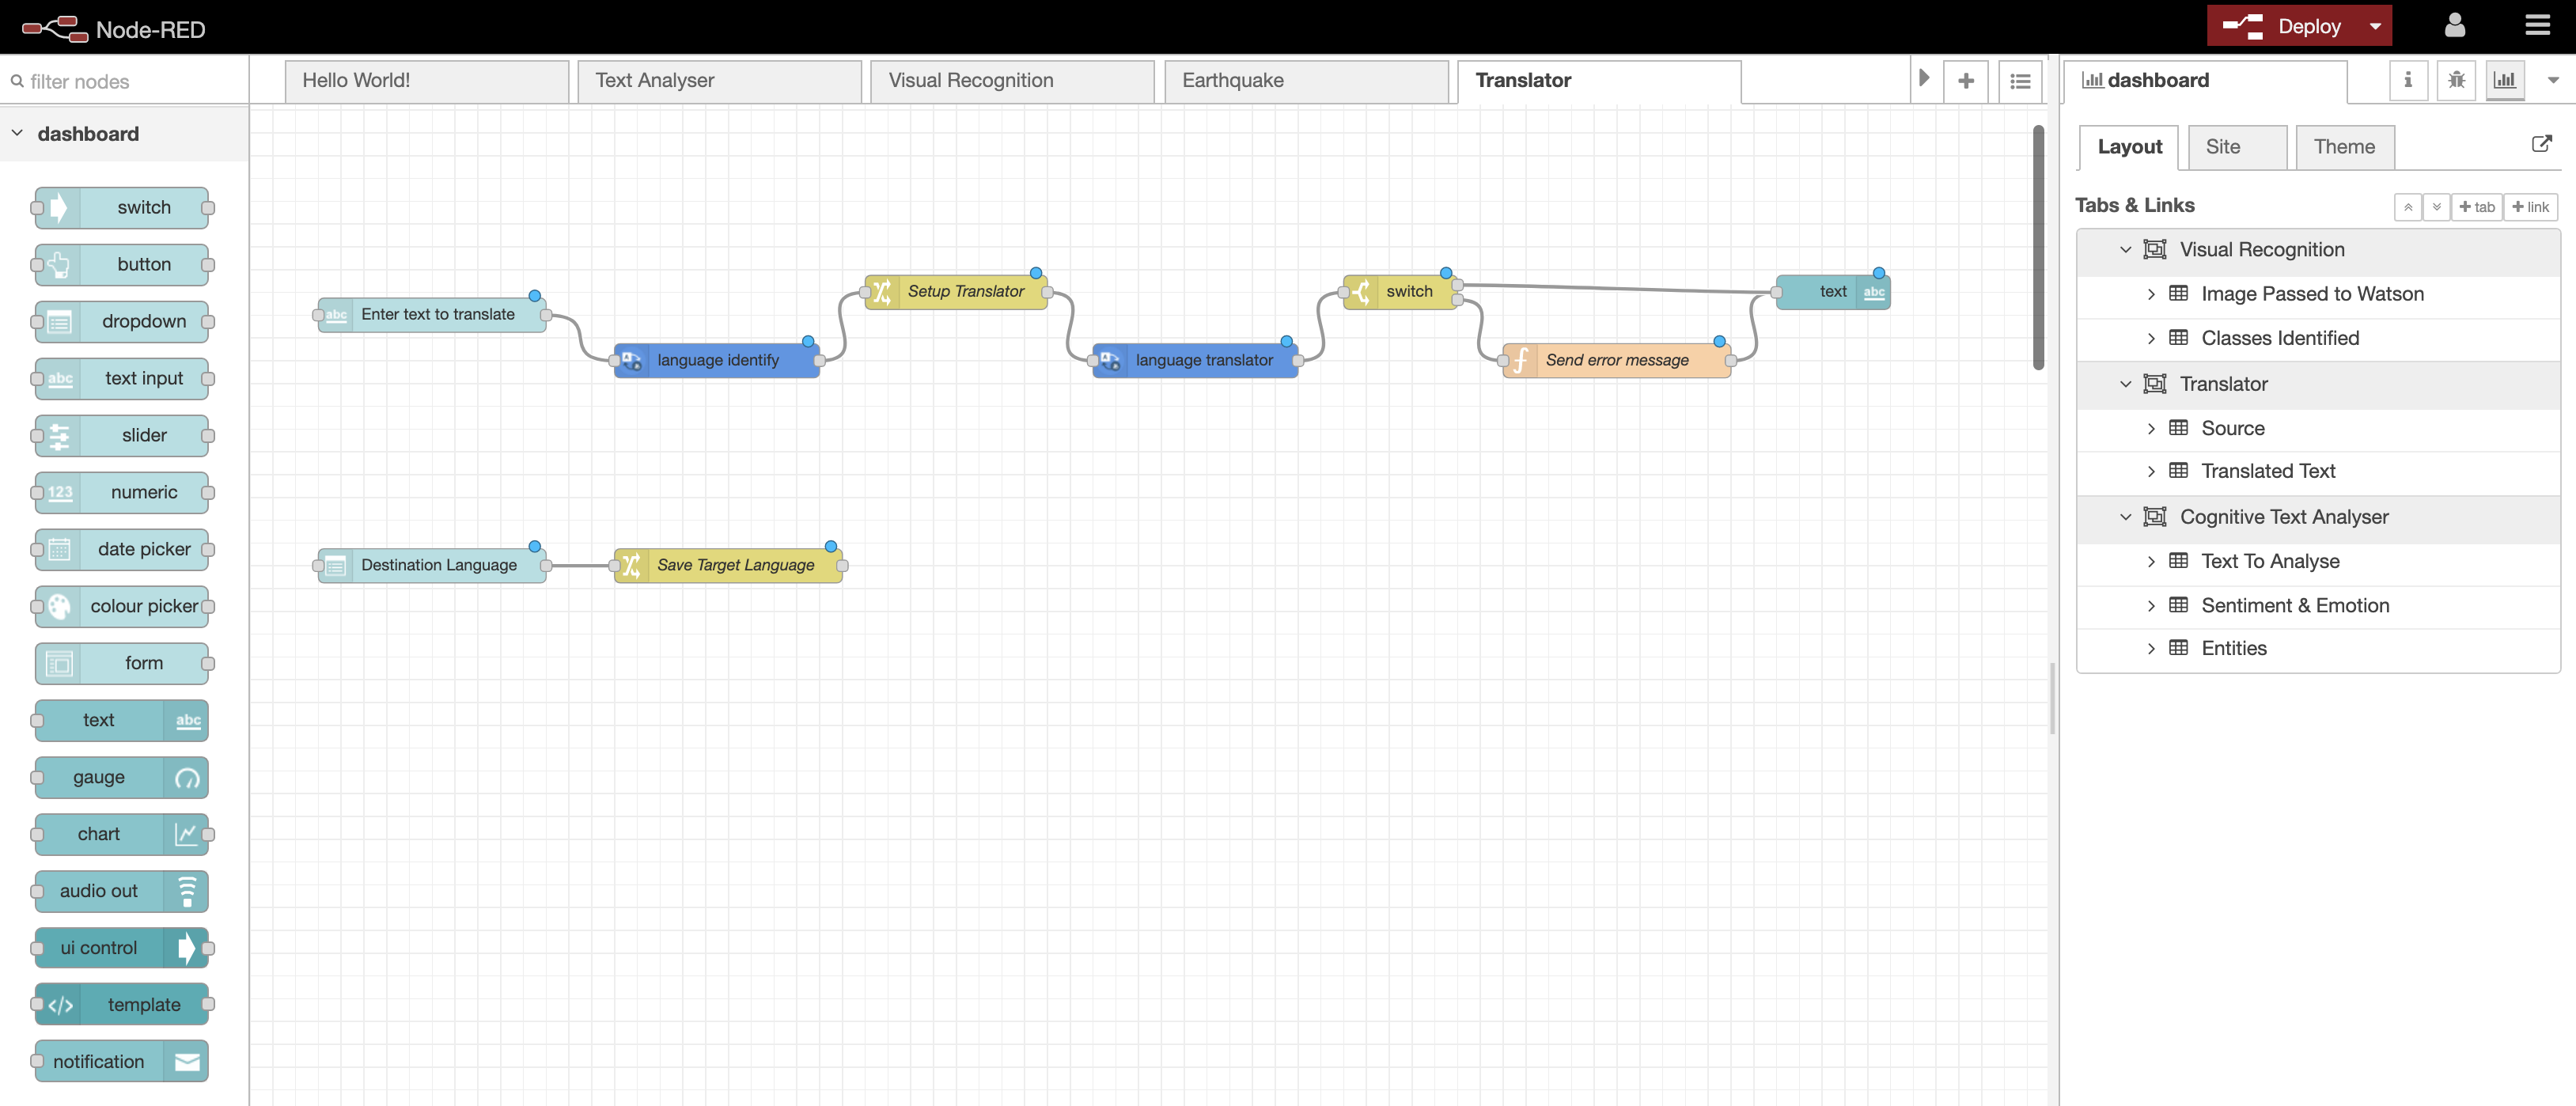 Node-RED
Deploy
filter nodes
Hello World!
Text Analyser
Visual Recognition
Earthquake
Translator
dashboard
i
dashboard
Layout
Site
Theme
Tabs & Links
tab
link
switch
button
dropdown
abc text input
slider
123 numeric
date picker
colour picker
form
text abc
gauge
chart
audio out
ui control
</> template
notification
abc Enter text to translate
language identify
Setup Translator
language translator
switch
Send error message
text abc
Destination Language
Save Target Language
Visual Recognition
Image Passed to Watson
Classes Identified
Translator
Source
Translated Text
Cognitive Text Analyser
Text To Analyse
Sentiment & Emotion
Entities